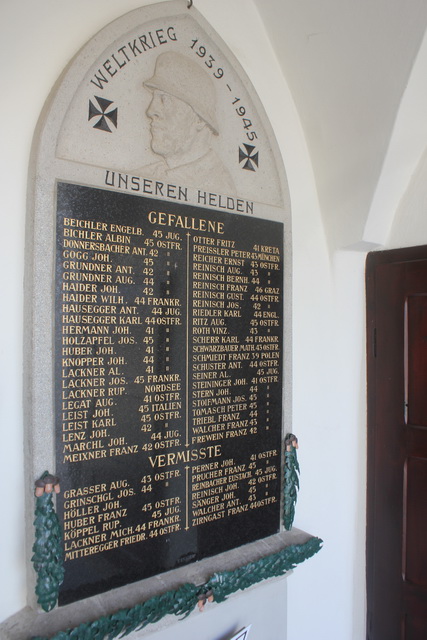 WELTKRIEG 1939-1945
UNSEREN HELDEN
GEFALLENE
BEICHLER ENGELB. 45 JUG.
BICHLER ALBIN 45 OSTFR.
DONNERSBACHER ANT. 42 "
GOGG JOH. 45 "
GRUNDNER ANT. 42 "
GRUNDNER AUG. 44 "
HAIDER JOH. 42 "
HAIDER WILH. 44 FRANKR.
HAUSEGGER ANT. 44 JUG.
HAUSEGGER KARL 44 OSTFR.
HERMANN JOH. 41 "
HOLZAPFEL JOS. 45 "
HUBER JOH. 41 "
KNOPPER JOH. 44 "
LACKNER AL. 41 "
LACKNER JOS. 45 FRANKR.
LACKNER RUP. NORDSEE
LEGAT AUG. 41 OSTFR.
LEIST JOH. 45 ITALIEN
LEIST KARL 45 OSTFR.
LENZ JOH. 42 "
MARCHL JOH. 44 JUG.
MEIXNER FRANZ 42 OSTFR.
OTTER FRITZ 41 KRETA
PREISSLER PETER 45 MÜNCHEN
REICHER ERNST 43 OSTFR.
REINISCH AUG. 43 "
REINISCH BERNH. 44 "
REINISCH FRANZ 46 GRAZ
REINISCH GUST. 44 OSTFR.
REINISCH JOS. 42 "
RIEDLER KARL 44 ENGL.
RITZ AUG. 45 OSTFR.
ROTH VINZ. 43 "
SCHERR KARL 44 FRANKR.
SCHWARZBAUER MATH. 43 OSTFR.
SCHMIEDT FRANZ 39 POLEN
SCHUSTER ANT. 44 OSTFR.
SEINER AL. 45 JUG.
STEININGER JOH. 41 OSTFR.
STERN JOH. 44 "
STOFFMANN JOS. 45 "
TOMASCH PETER 45 "
TRIEBL FRANZ 44 "
WALCHER FRANZ 43 "
FREWEIN FRANZ 42 "
VERMISSTE
GRASSER AUG. 43 OSTFR.
GRINSCHGL JOS. 44 "
HÖLLER JOH. "
HUBER FRANZ 45 OSTFR.
KÖPPEL RUP. 45 JUG.
LACKNER MICH. 44 FRANKR.
MITTEREGGER FRIEDR. 44 OSTFR.
PERNER JOH. 41 OSTFR.
PRUCHER FRANZ 45 "
REINBACHER EUSTACH. 45 JUG.
REINISCH JOH. 42 OSTFR.
SÄNGER JOH. 45 "
WALCHER ANT. 43 "
ZIRNGAST FRANZ 44 OSTFR.